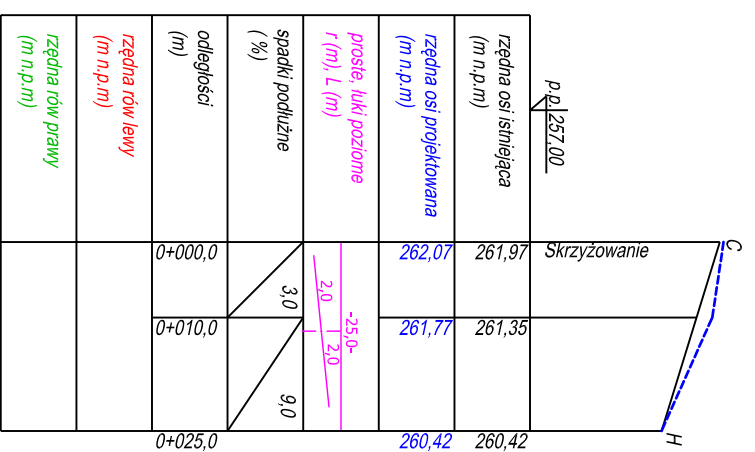 p.p.257,00
rzędna osi istniejąca
(m n.p.m)
rzędna osi projektowana
(m n.p.m)
proste, łuki poziome
r (m), L (m)
spadki podłużne
( %)
odległości
(m)
rzędna rów lewy
(m n.p.m)
rzędna rów prawy
(m n.p.m)
C
Skrzyżowanie
261,97
262,07
0+000,0
2,0
3,0
-25,0-
261,35
261,77
0+010,0
2,0
9,0
H
260,42
260,42
0+025,0